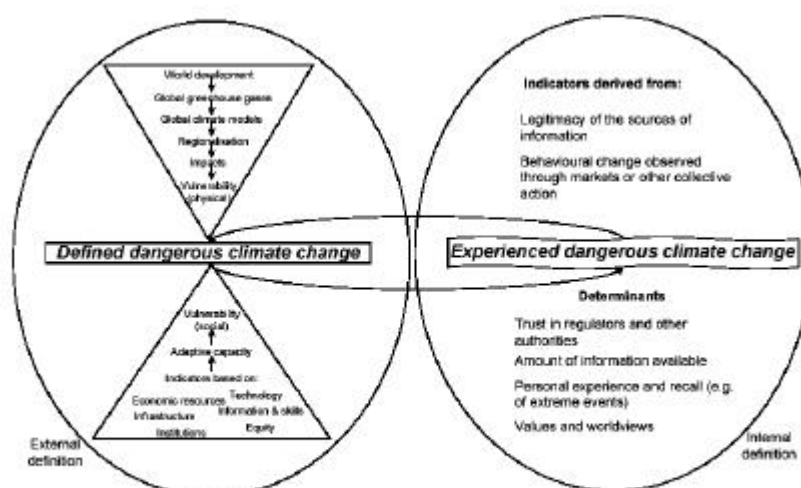 World development
Global greenhouse gases
Global climate models
Regionalisation
Impacts
Vulnerability
(physical)
Defined dangerous climate change
Vulnerability
(social)
Adaptive capacity
Indicators based on:
Economic resources
Technology
Infrastructure
Information & skills
Institutions
Equity
External
definition
Indicators derived from:
Legitimacy of the sources of
information
Behavioural change observed
through markets or other collective
action
Experienced dangerous climate change
Determinants
Trust in regulators and other
authorities
Amount of information available
Personal experience and recall (e.g.
of extreme events)
Values and worldviews
Internal
definition